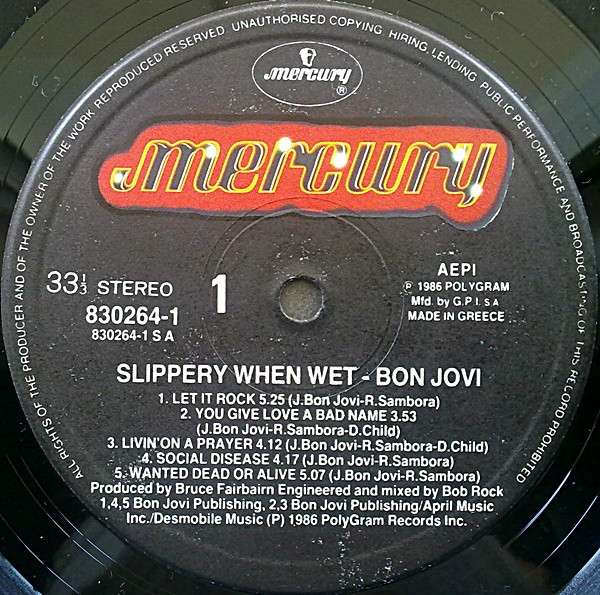 ALL RIGHTS OF THE PRODUCER AND OF THE OWNER OF THE WORK REPRODUCED RESERVED UNAUTHORISED COPYING HIRING LENDING PUBLIC PERFORMANCE AND BROADCASTING OF THIS RECORD PROHIBITED
mercury
®
mercury
33⅓ STEREO
1
830264-1
830264-1 S A
AEPI
℗ 1986 POLYGRAM
Mfd. by G.P.I. S A
MADE IN GREECE
SLIPPERY WHEN WET - BON JOVI
1. LET IT ROCK 5.25 (J.Bon Jovi-R.Sambora)
2. YOU GIVE LOVE A BAD NAME 3.53
(J.Bon Jovi-R.Sambora-D.Child)
3. LIVIN'ON A PRAYER 4.12 (J.Bon Jovi-R.Sambora-D.Child)
4. SOCIAL DISEASE 4.17 (J.Bon Jovi-R.Sambora)
5. WANTED DEAD OR ALIVE 5.07 (J.Bon Jovi-R.Sambora)
Produced by Bruce Fairbairn Engineered and mixed by Bob Rock
1,4,5 Bon Jovi Publishing, 2,3 Bon Jovi Publishing/April Music
Inc./Desmobile Music (P) 1986 PolyGram Records Inc.